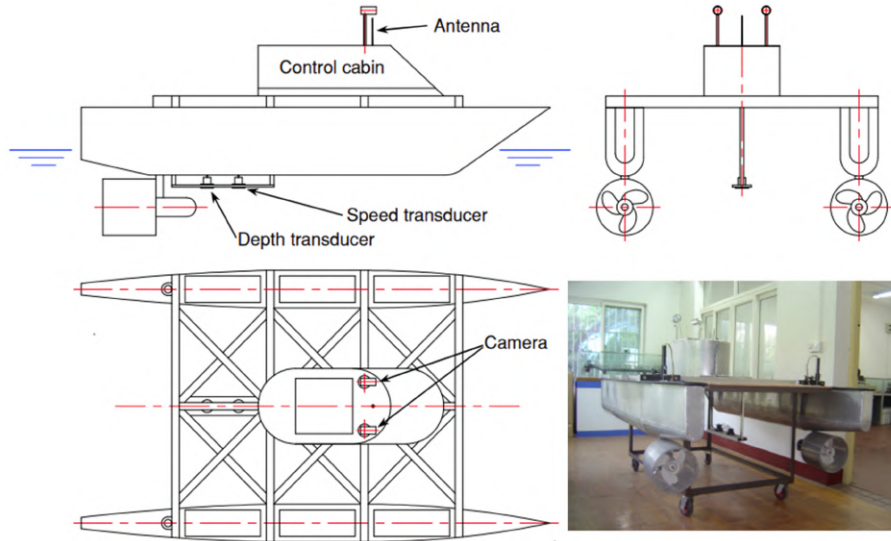 Antenna
Control cabin
Speed transducer
Depth transducer
Camera